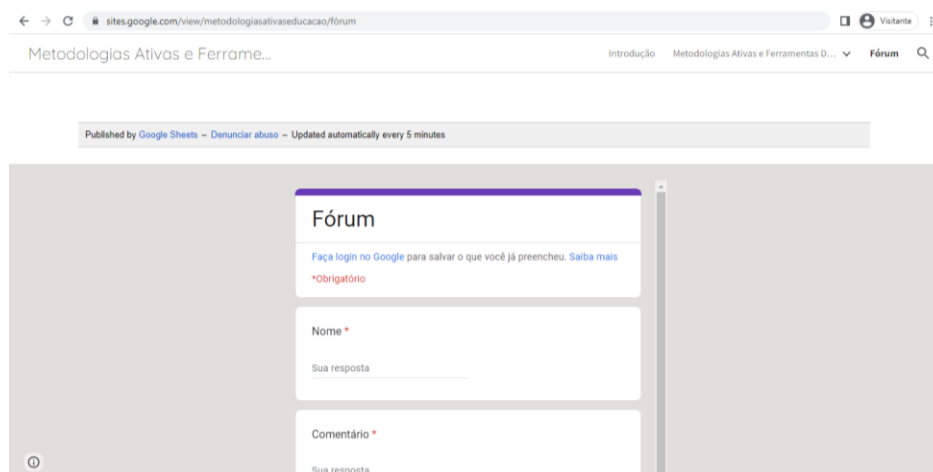 sites.google.com/view/metodologiasativaseducacao/fórum
Visitante
Metodologias Ativas e Ferrame...
Introdução
Metodologias Ativas e Ferramentas D...
Fórum
Published by Google Sheets – Denunciar abuso – Updated automatically every 5 minutes
Fórum
Faça login no Google para salvar o que você já preencheu. Saiba mais
*Obrigatório
Nome *
Sua resposta
Comentário *
Sua resposta